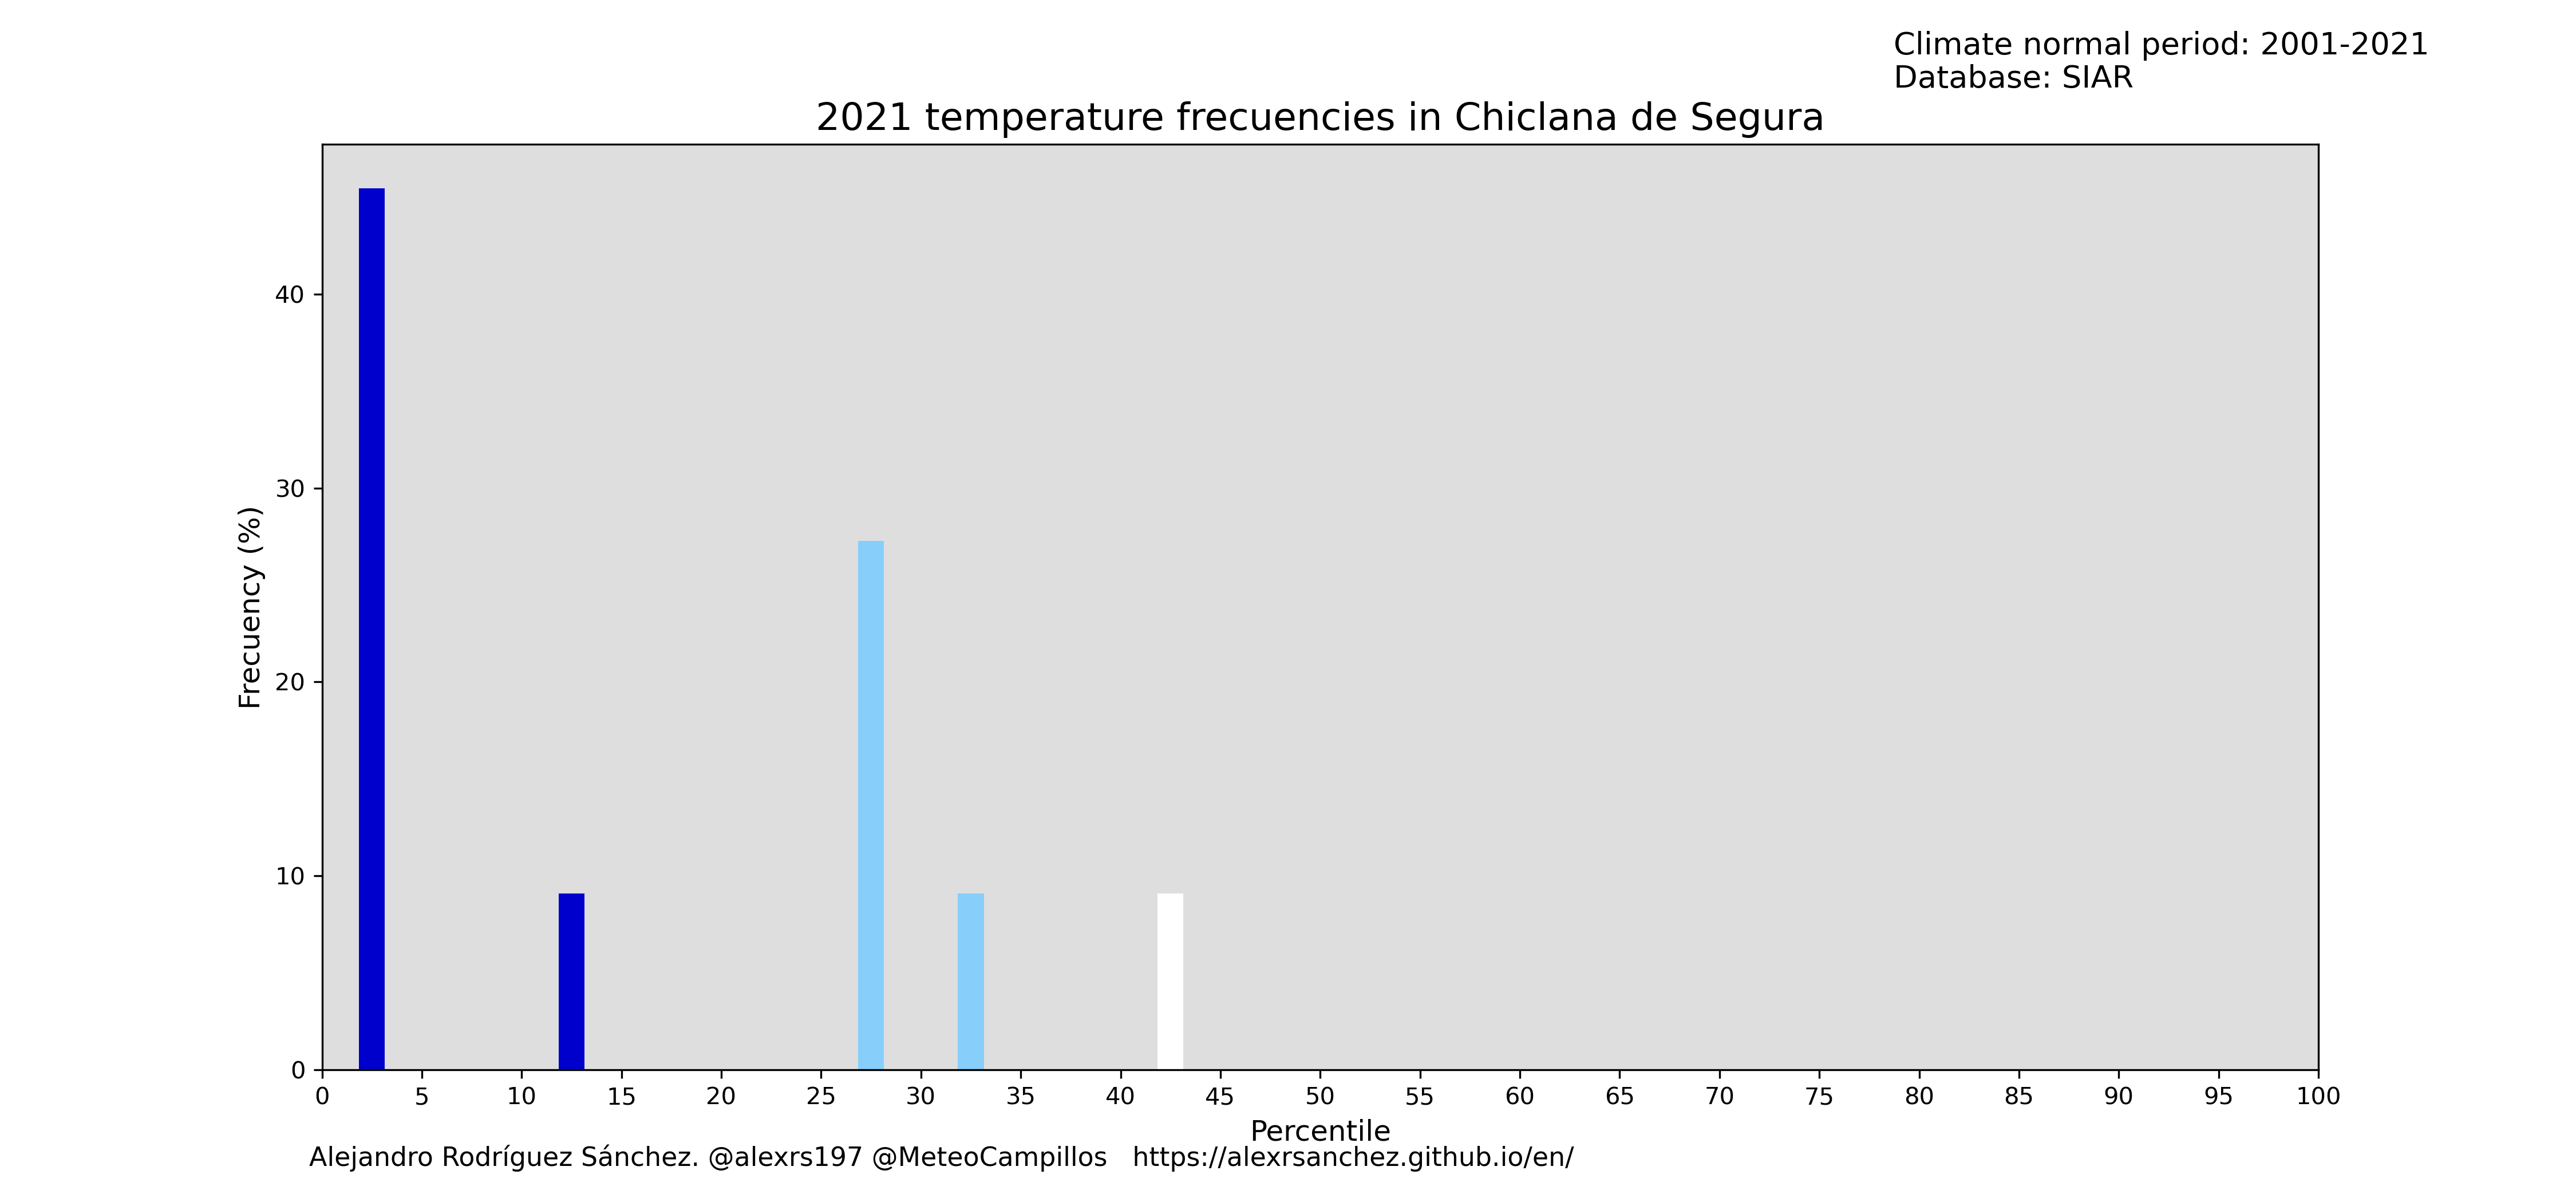 Climate normal period: 2001-2021
Database: SIAR
2021 temperature frecuencies in Chiclana de Segura
Frecuency (%)
40
30
20
10
0
0 5 10 15 20 25 30 35 40 45 50 55 60 65 70 75 80 85 90 95 100
Percentile
Alejandro Rodríguez Sánchez. @alexrs197 @MeteoCampillos https://alexrsanchez.github.io/en/